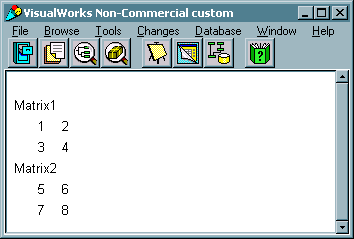 VisualWorks Non-Commercial custom
File Browse Tools Changes Database Window Help
Matrix1
1 2
3 4
Matrix2
5 6
7 8